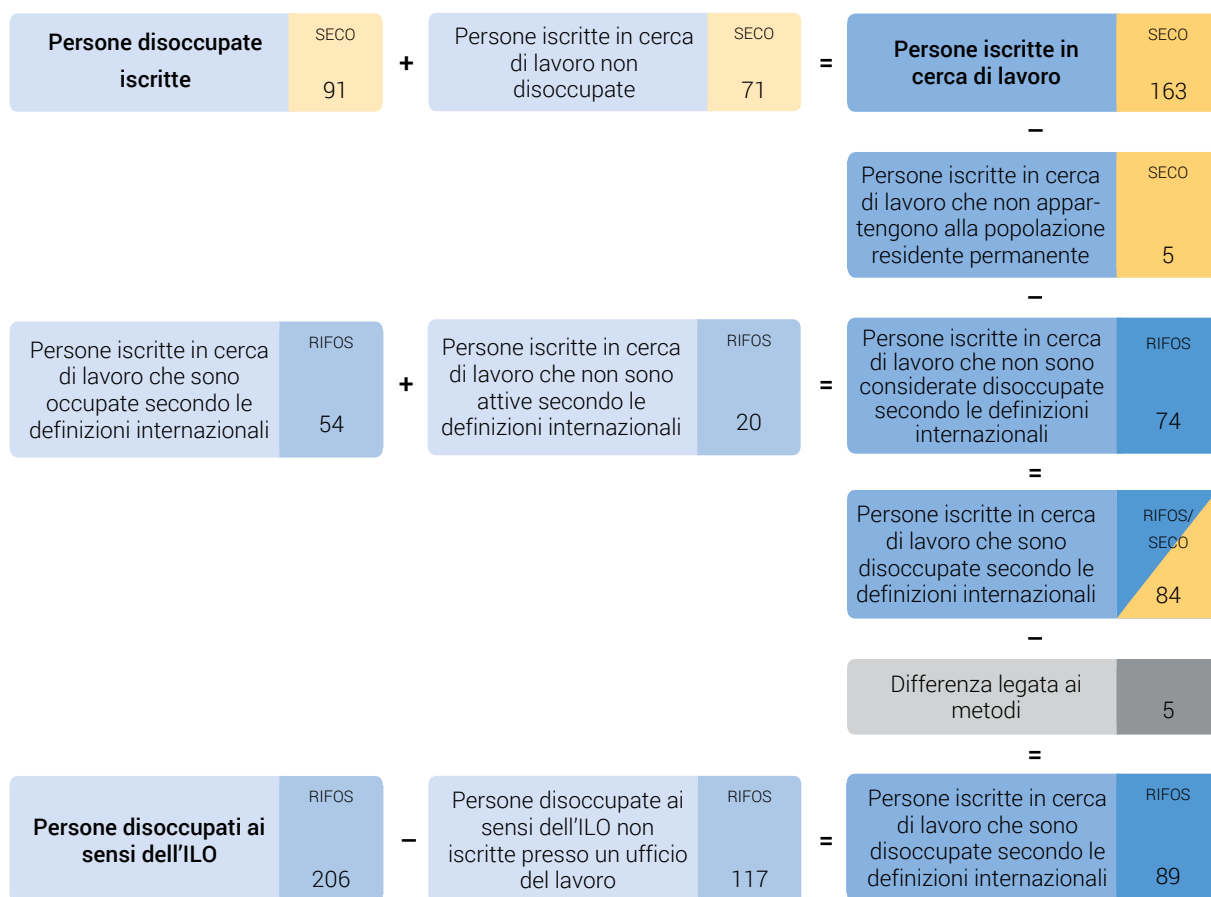 Persone disoccupate
iscritte
SECO
91
+
Persone iscritte in cerca
di lavoro non
disoccupate
SECO
71
=
Persone iscritte in
cerca di lavoro
SECO
163
–
Persone iscritte in cerca
di lavoro che non appar-
tengono alla popolazione
residente permanente
SECO
5
–
Persone iscritte in cerca
di lavoro che sono
occupate secondo le
definizioni internazionali
RIFOS
54
+
Persone iscritte in cerca
di lavoro che non sono
attive secondo le
definizioni internazionali
RIFOS
20
=
Persone iscritte in cerca
di lavoro che non sono
considerate disoccupate
secondo le definizioni
internazionali
RIFOS
74
=
Persone iscritte in cerca
di lavoro che sono
disoccupate secondo le
definizioni internazionali
RIFOS/
SECO
84
–
Differenza legata ai
metodi
5
=
Persone disoccupati ai
sensi dell'ILO
RIFOS
206
–
Persone disoccupate ai
sensi dell'ILO non
iscritte presso un ufficio
del lavoro
RIFOS
117
=
Persone iscritte in cerca
di lavoro che sono
disoccupate secondo le
definizioni internazionali
RIFOS
89